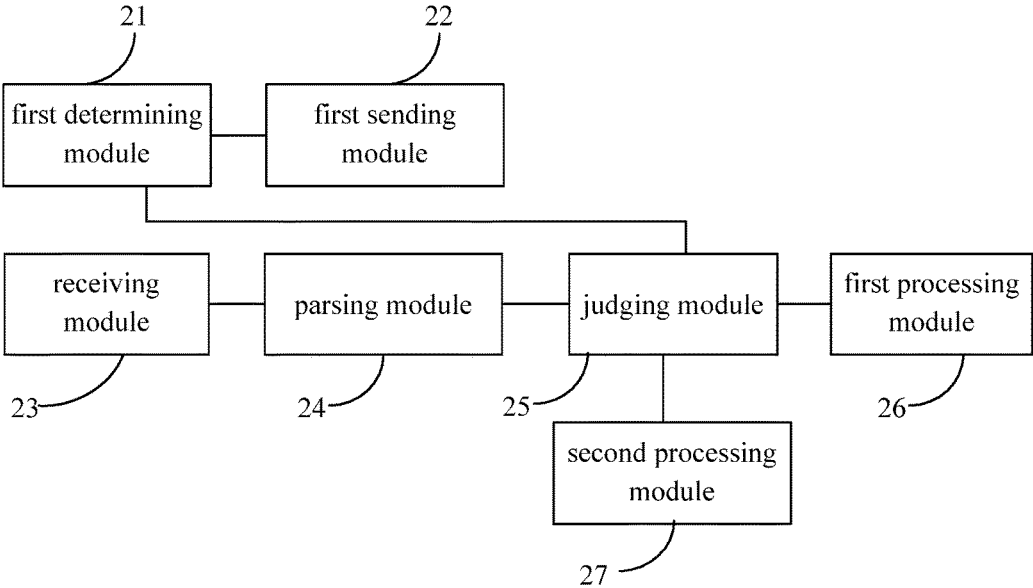 21
22
first determining
module
first sending
module
receiving
module
parsing module
judging module
first processing
module
23
24
25
26
second processing
module
27